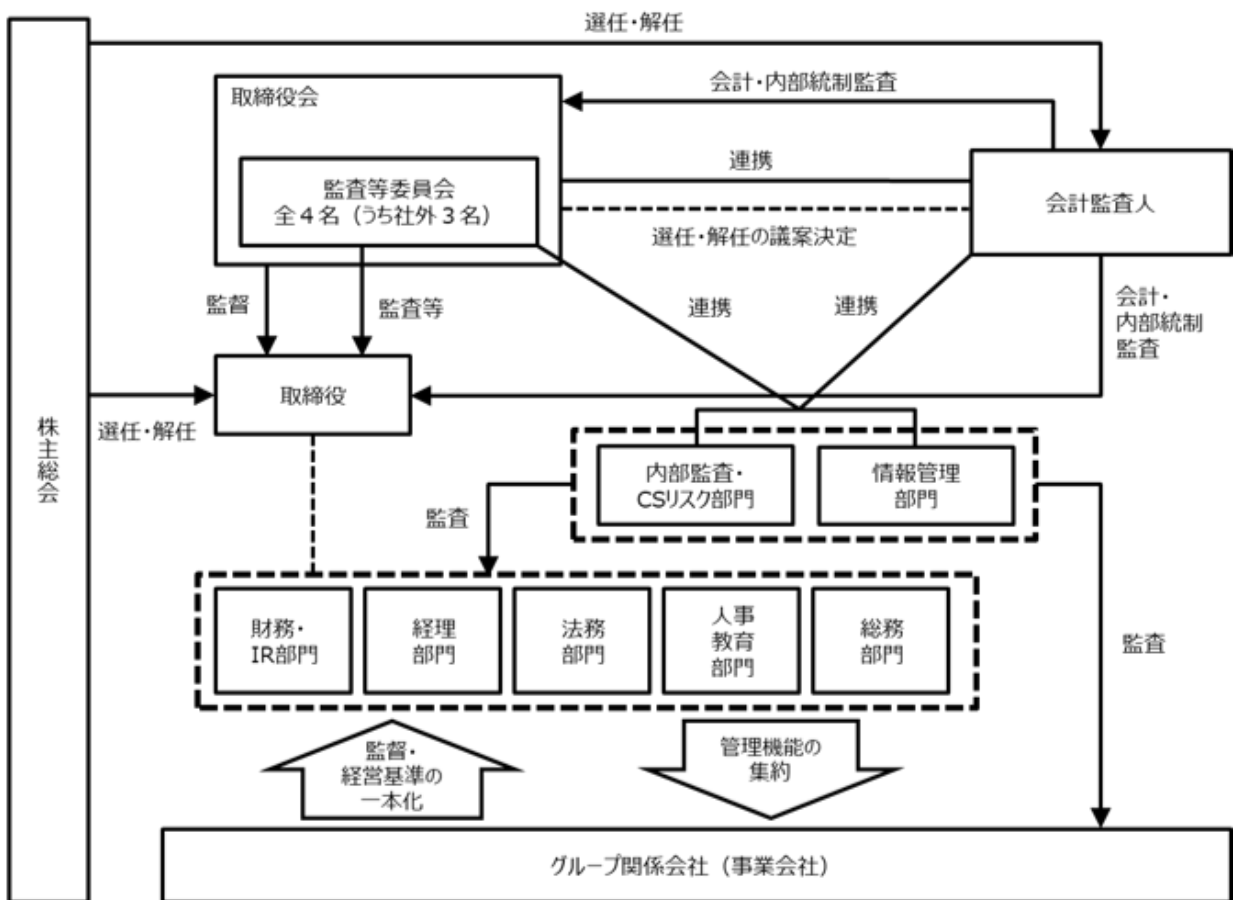 選任・解任
会計・内部統制監査
取締役会
連携
監査等委員会
全４名（うち社外３名）
会計監査人
選任・解任の議案決定
監督
監査等
連携
連携
会計・
内部統制
監査
取締役
選任・解任
株主総会
内部監査・
CSリスク部門
情報管理
部門
監査
財務・
IR部門
経理
部門
法務
部門
人事
教育
部門
総務
部門
監査
監督・
経営基準の
一本化
管理機能の
集約
グループ関係会社（事業会社）